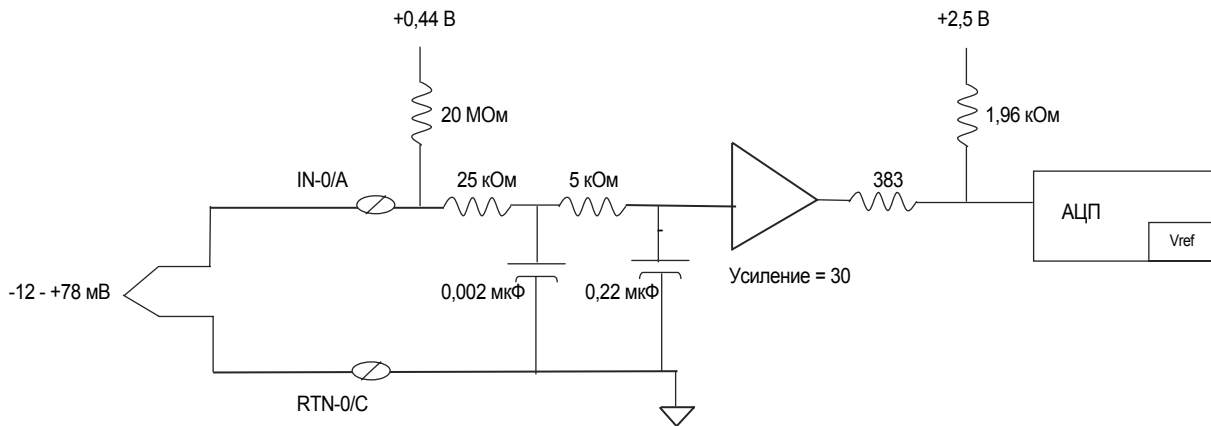 +0,44 В
+2,5 В
20 МОм
1,96 кОм
IN-0/A
25 кОм
5 кОм
383
АЦП
Vref
-12 - +78 мВ
0,002 мкФ
0,22 мкФ
Усиление = 30
RTN-0/C